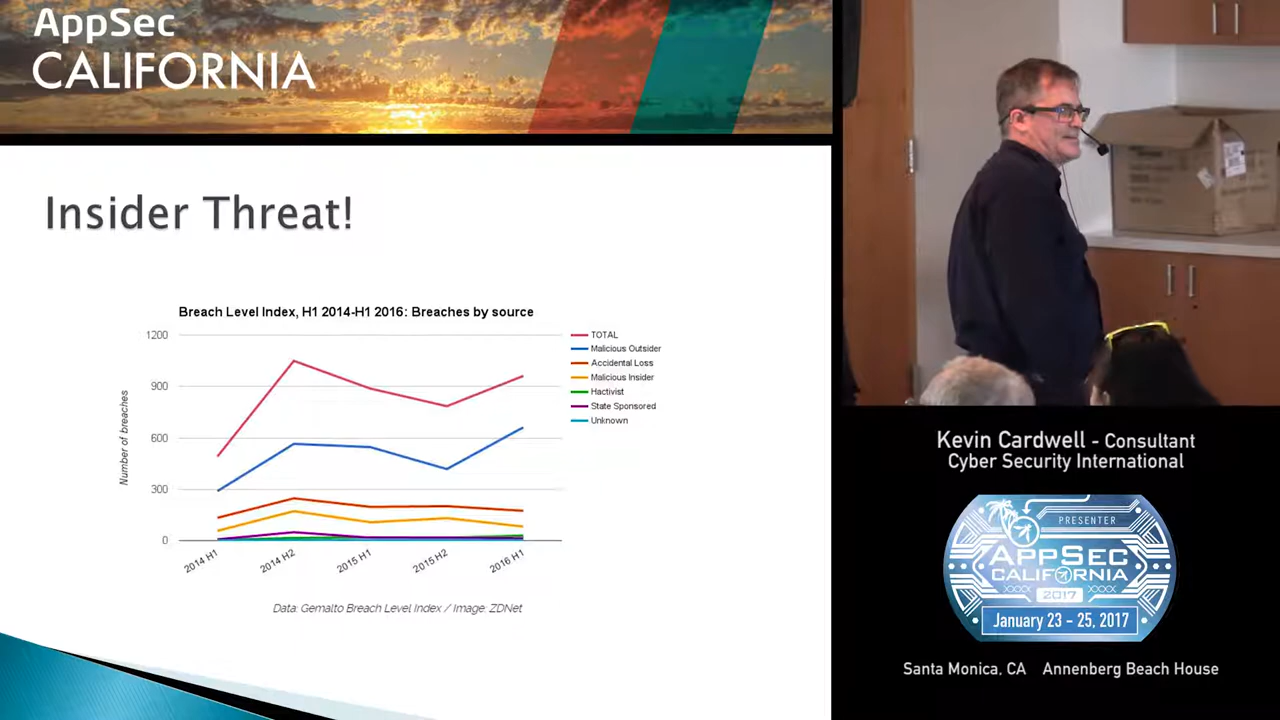 AppSec
CALIFORNIA
Insider Threat!
Breach Level Index, H1 2014-H1 2016: Breaches by source
Number of breaches
1200
900
600
300
0
2014 H1
2014 H2
2015 H1
2015 H2
2016 H1
TOTAL
Malicious Outsider
Accidental Loss
Malicious Insider
Hactivist
State Sponsored
Unknown
Data: Gemalto Breach Level Index / Image: ZDNet
Kevin Cardwell - Consultant
Cyber Security International
PRESENTER
APPSEC
CALIFORNIA
2017
January 23 - 25, 2017
Santa Monica, CA Annenberg Beach House